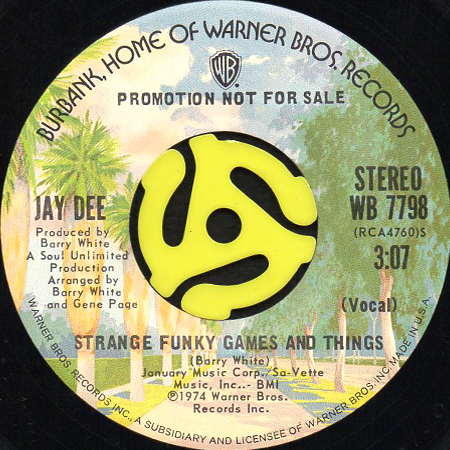 BURBANK, HOME OF WARNER BROS. RECORDS
WB
PROMOTION NOT FOR SALE
JAY DEE
Produced by
Barry White
A Soul Unlimited
Production
Arranged by
Barry White
and Gene Page
STEREO
WB 7798
(RCA4760)S
3:07
(Vocal)
STRANGE FUNKY GAMES AND THINGS
(Barry White)
January Music Corp./Sa-Vette
Music, Inc.- BMI
℗1974 Warner Bros.
Records Inc.
WARNER BROS. RECORDS INC., A SUBSIDIARY AND LICENSEE OF WARNER BROS. INC. MADE IN U.S.A.